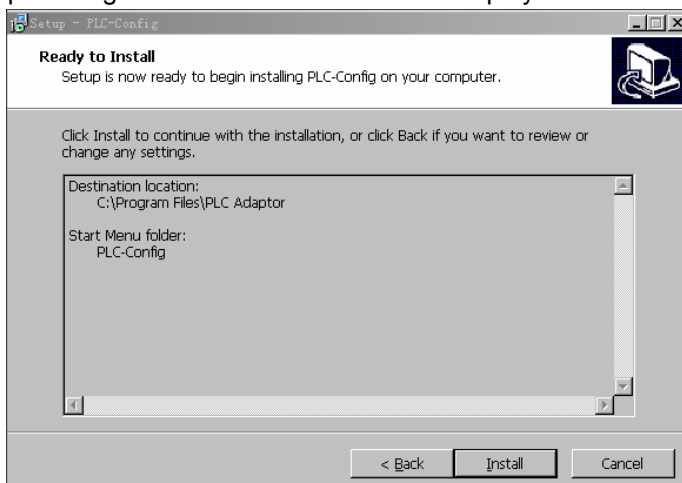 Setup - PLC-Config
Ready to Install
Setup is now ready to begin installing PLC-Config on your computer.
Click Install to continue with the installation, or click Back if you want to review or
change any settings.
Destination location:
C:\Program Files\PLC Adaptor
Start Menu folder:
PLC-Config
< Back
Install
Cancel